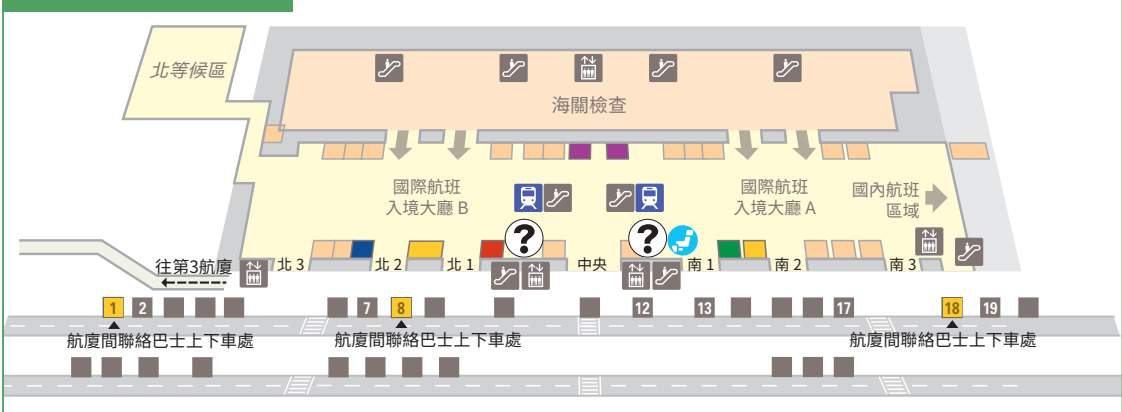 北等候區
海關檢查
國際航班
入境大廳 B
國際航班
入境大廳 A
國內航班
區域
?
?
往第3航廈
北 3
北 2
北 1
中央
南 1
南 2
南 3
1
2
7
8
12
13
17
18
19
航廈間聯絡巴士上下車處
航廈間聯絡巴士上下車處
航廈間聯絡巴士上下車處